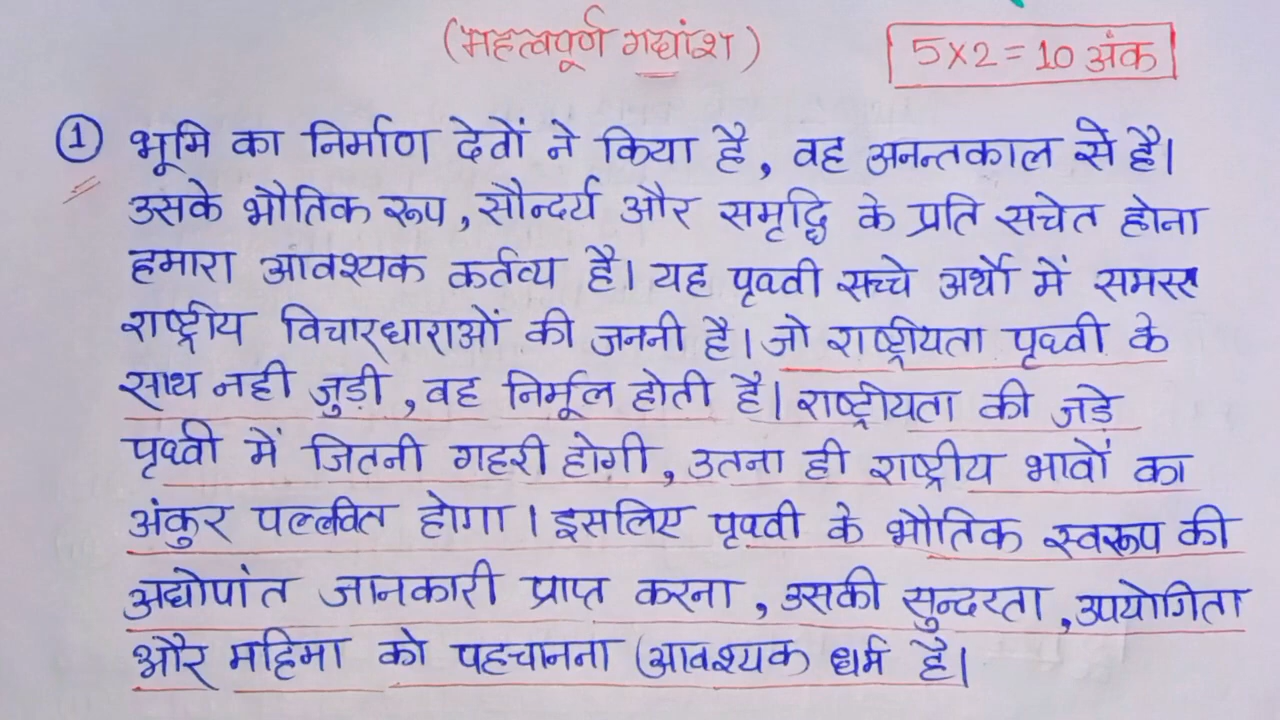 (महत्वपूर्ण गद्यांश)
5×2=10 अंक
① भूमि का निर्माण देवों ने किया है, वह अनन्तकाल से है।
उसके भौतिक रूप, सौन्दर्य और समृद्धि के प्रति सचेत होना
हमारा आवश्यक कर्तव्य है। यह पृथ्वी सच्चे अर्थों में समस्त
राष्ट्रीय विचारधाराओं की जननी है। जो राष्ट्रीयता पृथ्वी के
साथ नही जुड़ी, वह निर्मूल होती है। राष्ट्रीयता की जड़े
पृथ्वी में जितनी गहरी होगी, उतना ही राष्ट्रीय भावों का
अंकुर पल्लवित होगा। इसलिए पृथ्वी के भौतिक स्वरूप की
अद्योपांत जानकारी प्राप्त करना, उसकी सुन्दरता, उपयोगिता
और महिमा को पहचानना (आवश्यक धर्म है।